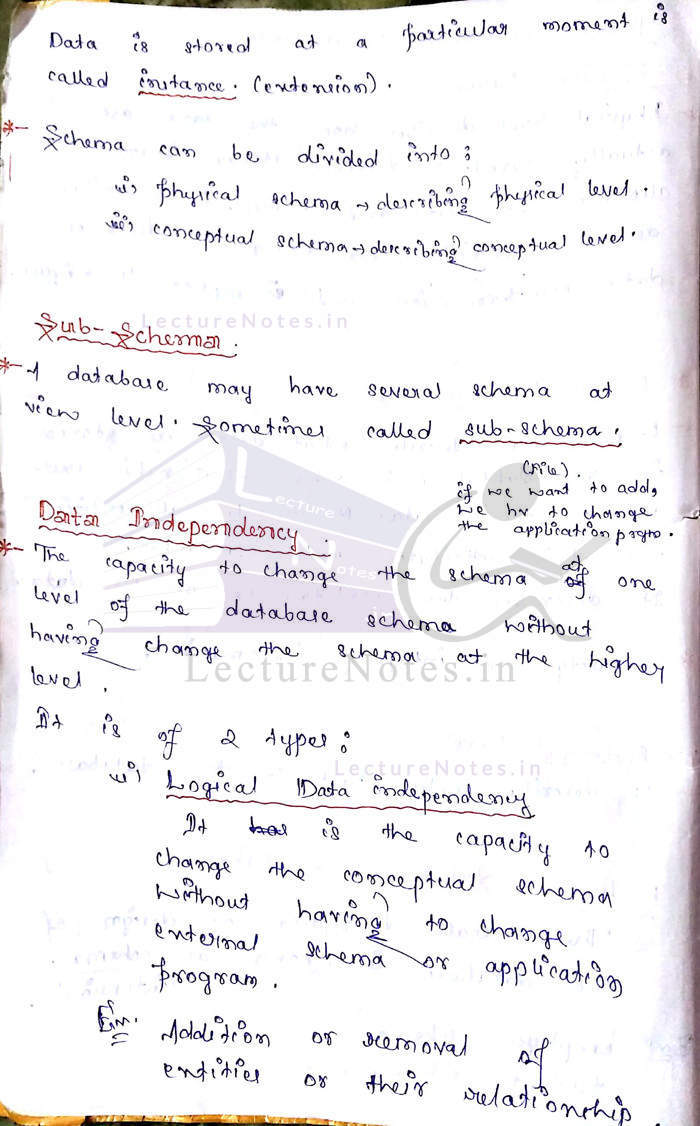 Data is stored at a particular moment is
called instance. (extension).
Schema can be divided into :
(i) physical schema → describing physical level.
(ii) conceptual schema → describing conceptual level.
LectureNotes.in
Sub-Schema.
A database may have several schema at
view level. Sometimes called sub-schema.
(file).
if we want to add,
we hv to change
the application progm.
Lecture
Notes
.in
Data Independency.
The capacity to change the schema at one
level of the database schema without
having change the schema at the higher
level.
LectureNotes.in
It is of 2 types :
LectureNotes.in
(i) Logical Data independency
It is the capacity to
change the conceptual schema
without having to change
external schema or application
program.
Ex. Addition or removal of
entities or their relationship.